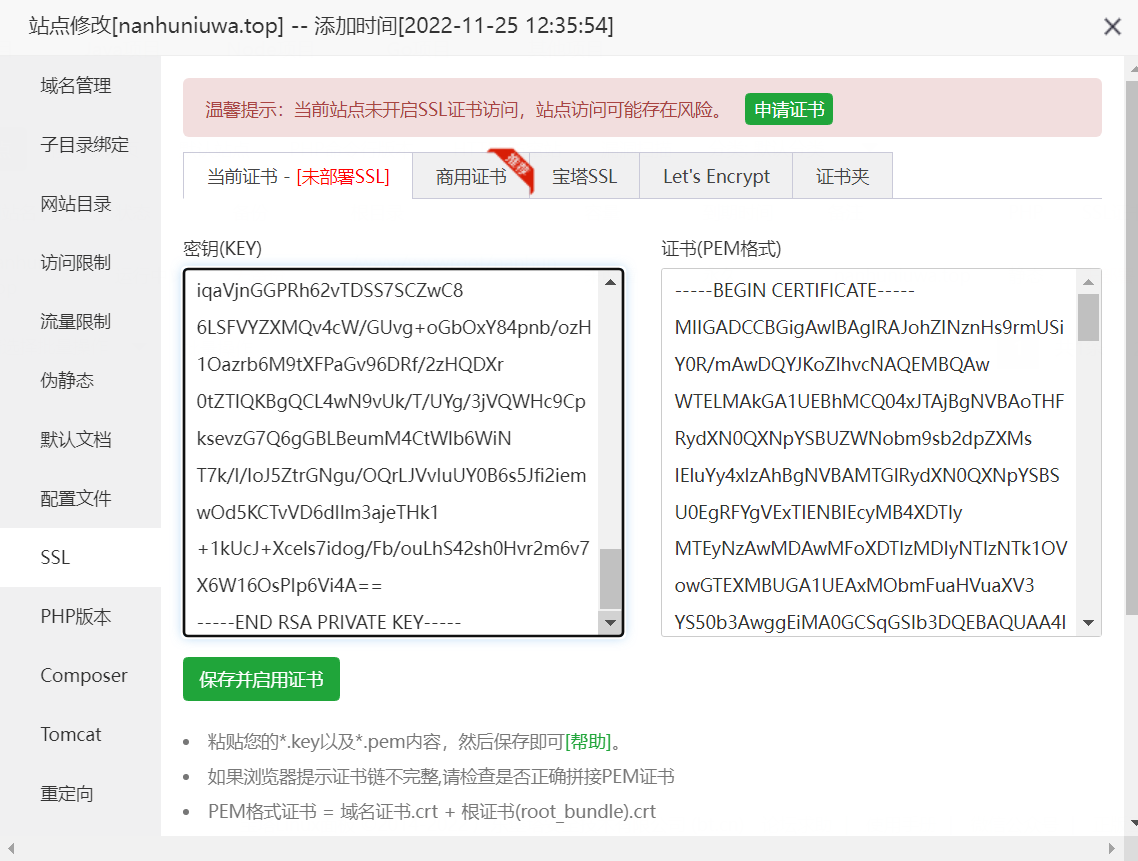 站点修改[nanhuniuwa.top] -- 添加时间[2022-11-25 12:35:54]
域名管理
子目录绑定
网站目录
访问限制
流量限制
伪静态
默认文档
配置文件
SSL
PHP版本
Composer
Tomcat
重定向
温馨提示：当前站点未开启SSL证书访问，站点访问可能存在风险。 申请证书
当前证书 - [未部署SSL] 商用证书 推荐 宝塔SSL Let's Encrypt 证书夹
密钥(KEY)
iqaVjnGGPRh62vTDSS7SCZwC8
6LSFVYZXMQv4cW/GUvg+oGbOxY84pnb/ozH
1Oazrb6M9tXFPaGv96DRf/2zHQDXr
0tZTIQKBgQCL4wN9vUk/T/UYg/3jVQWHc9Cp
ksevzG7Q6gGBLBeumM4CtWIb6WiN
T7k/I/IoJ5ZtrGNgu/OQrLJVvIuUY0B6s5Jfi2iem
wOd5KCTvVD6dIIm3ajeTHk1
+1kUcJ+XceIs7idog/Fb/ouLhS42sh0Hvr2m6v7
X6W16OsPIp6Vi4A==
-----END RSA PRIVATE KEY-----
证书(PEM格式)
-----BEGIN CERTIFICATE-----
MIIGADCCBGigAwIBAgIRAJohZINznHs9rmUSi
Y0R/mAwDQYJKoZIhvcNAQEMBQAw
WTELMAkGA1UEBhMCQ04xJTAjBgNVBAoTHF
RydXN0QXNpYSBUZWNobm9sb2dpZXMs
IEluYy4xIzAhBgNVBAMTGlRydXN0QXNpYSBS
U0EgRFYgVExTIENBIEcyMB4XDTIy
MTEyNzAwMDAwMFoXDTIzMDIyNTIzNTk1OV
owGTEXMBUGA1UEAxMObmFuaHVuaXV3
YS50b3AwggEiMA0GCSqGSIb3DQEBAQUAA4I
保存并启用证书
• 粘贴您的*.key以及*.pem内容，然后保存即可[帮助]。
• 如果浏览器提示证书链不完整,请检查是否正确拼接PEM证书
• PEM格式证书 = 域名证书.crt + 根证书(root_bundle).crt